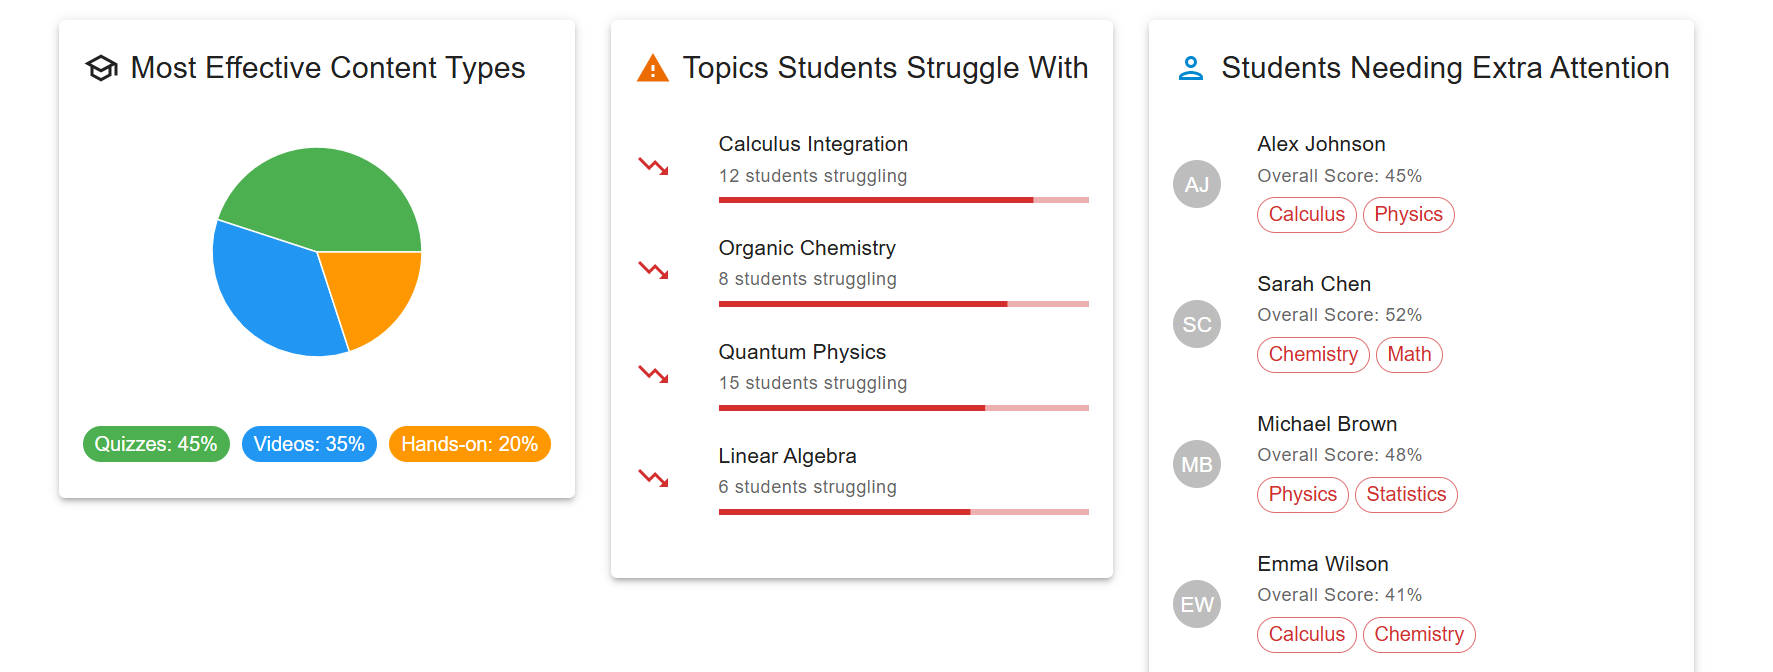 Most Effective Content Types
Quizzes: 45%
Videos: 35%
Hands-on: 20%
Topics Students Struggle With
Calculus Integration
12 students struggling
Organic Chemistry
8 students struggling
Quantum Physics
15 students struggling
Linear Algebra
6 students struggling
Students Needing Extra Attention
AJ
Alex Johnson
Overall Score: 45%
Calculus
Physics
SC
Sarah Chen
Overall Score: 52%
Chemistry
Math
MB
Michael Brown
Overall Score: 48%
Physics
Statistics
EW
Emma Wilson
Overall Score: 41%
Calculus
Chemistry